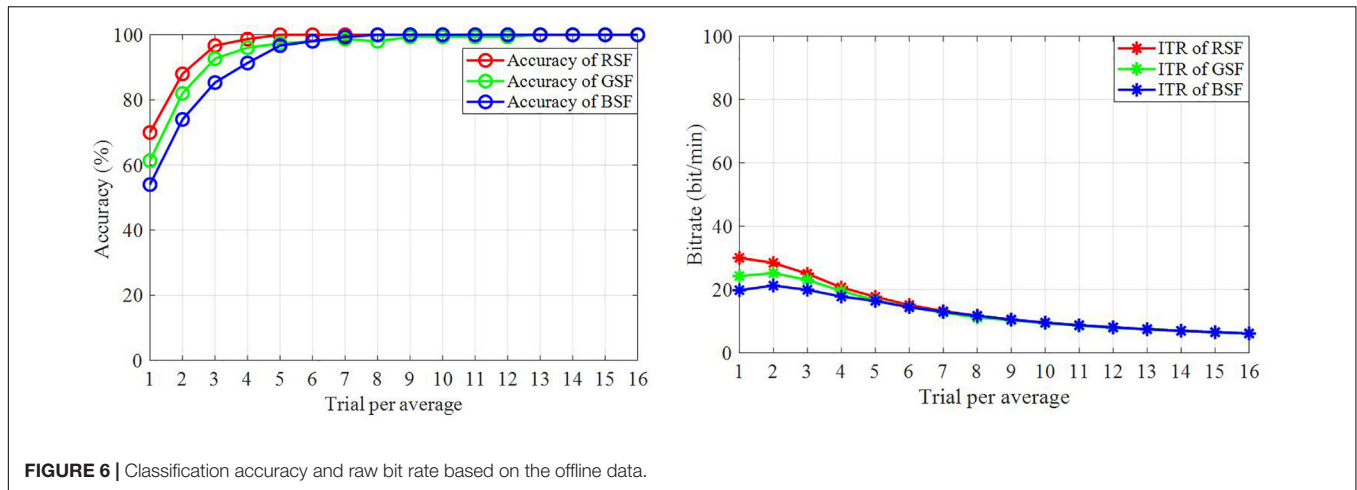 100
80
60
40
20
0
Accuracy (%)
Accuracy of RSF
Accuracy of GSF
Accuracy of BSF
1 2 3 4 5 6 7 8 9 10 11 12 13 14 15 16
Trial per average
100
80
60
40
20
0
Bitrate (bit/min)
ITR of RSF
ITR of GSF
ITR of BSF
1 2 3 4 5 6 7 8 9 10 11 12 13 14 15 16
Trial per average
FIGURE 6 | Classification accuracy and raw bit rate based on the offline data.